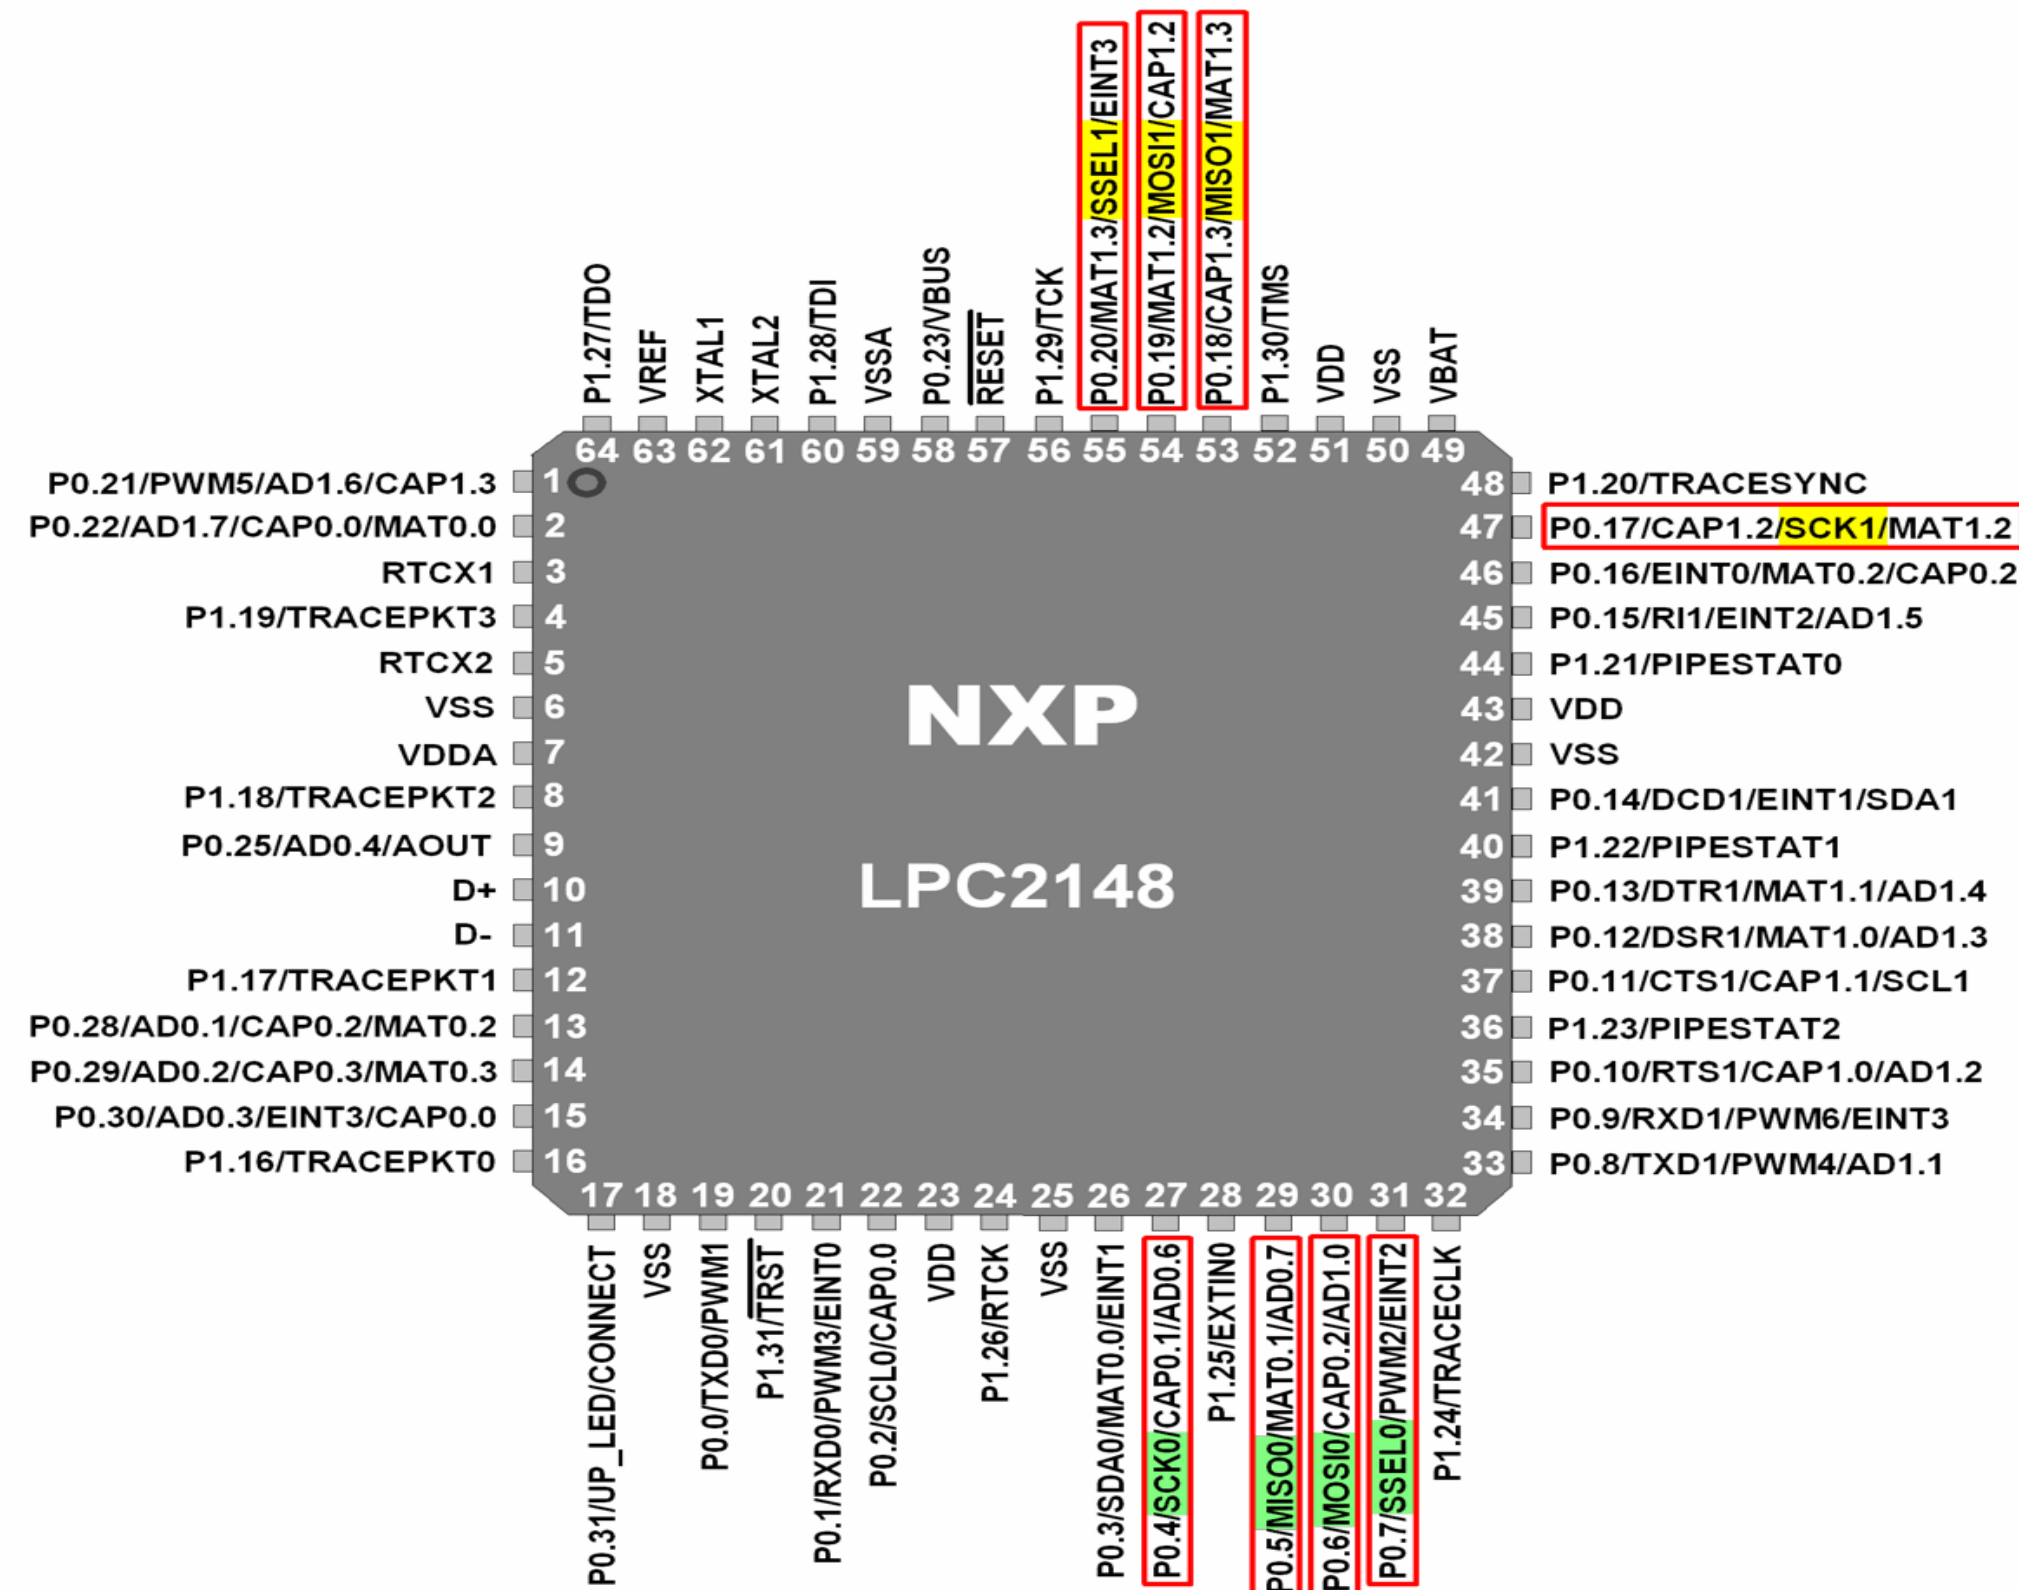 P0.20/MAT1.3/SSEL1/EINT3
P0.19/MAT1.2/MOSI1/CAP1.2
P0.18/CAP1.3/MISO1/MAT1.3
P1.27/TDO
VREF
XTAL1
XTAL2
P1.28/TDI
VSSA
P0.23/VBUS
RESET
P1.29/TCK
P1.30/TMS
VDD
VSS
VBAT
64 63 62 61 60 59 58 57 56 55 54 53 52 51 50 49
P0.21/PWM5/AD1.6/CAP1.3 1
P0.22/AD1.7/CAP0.0/MAT0.0 2
RTCX1 3
P1.19/TRACEPKT3 4
RTCX2 5
VSS 6
VDDA 7
P1.18/TRACEPKT2 8
P0.25/AD0.4/AOUT 9
D+ 10
D- 11
P1.17/TRACEPKT1 12
P0.28/AD0.1/CAP0.2/MAT0.2 13
P0.29/AD0.2/CAP0.3/MAT0.3 14
P0.30/AD0.3/EINT3/CAP0.0 15
P1.16/TRACEPKT0 16
NXP
LPC2148
48 P1.20/TRACESYNC
47 P0.17/CAP1.2/SCK1/MAT1.2
46 P0.16/EINT0/MAT0.2/CAP0.2
45 P0.15/RI1/EINT2/AD1.5
44 P1.21/PIPESTAT0
43 VDD
42 VSS
41 P0.14/DCD1/EINT1/SDA1
40 P1.22/PIPESTAT1
39 P0.13/DTR1/MAT1.1/AD1.4
38 P0.12/DSR1/MAT1.0/AD1.3
37 P0.11/CTS1/CAP1.1/SCL1
36 P1.23/PIPESTAT2
35 P0.10/RTS1/CAP1.0/AD1.2
34 P0.9/RXD1/PWM6/EINT3
33 P0.8/TXD1/PWM4/AD1.1
17 18 19 20 21 22 23 24 25 26 27 28 29 30 31 32
P0.31/UP_LED/CONNECT
VSS
P0.0/TXD0/PWM1
P1.31/TRST
P0.1/RXD0/PWM3/EINT0
P0.2/SCL0/CAP0.0
VDD
P1.26/RTCK
VSS
P0.3/SDA0/MAT0.0/EINT1
P0.4/SCK0/CAP0.1/AD0.6
P1.25/EXTIN0
P0.5/MISO0/MAT0.1/AD0.7
P0.6/MOSI0/CAP0.2/AD1.0
P0.7/SSEL0/PWM2/EINT2
P1.24/TRACECLK